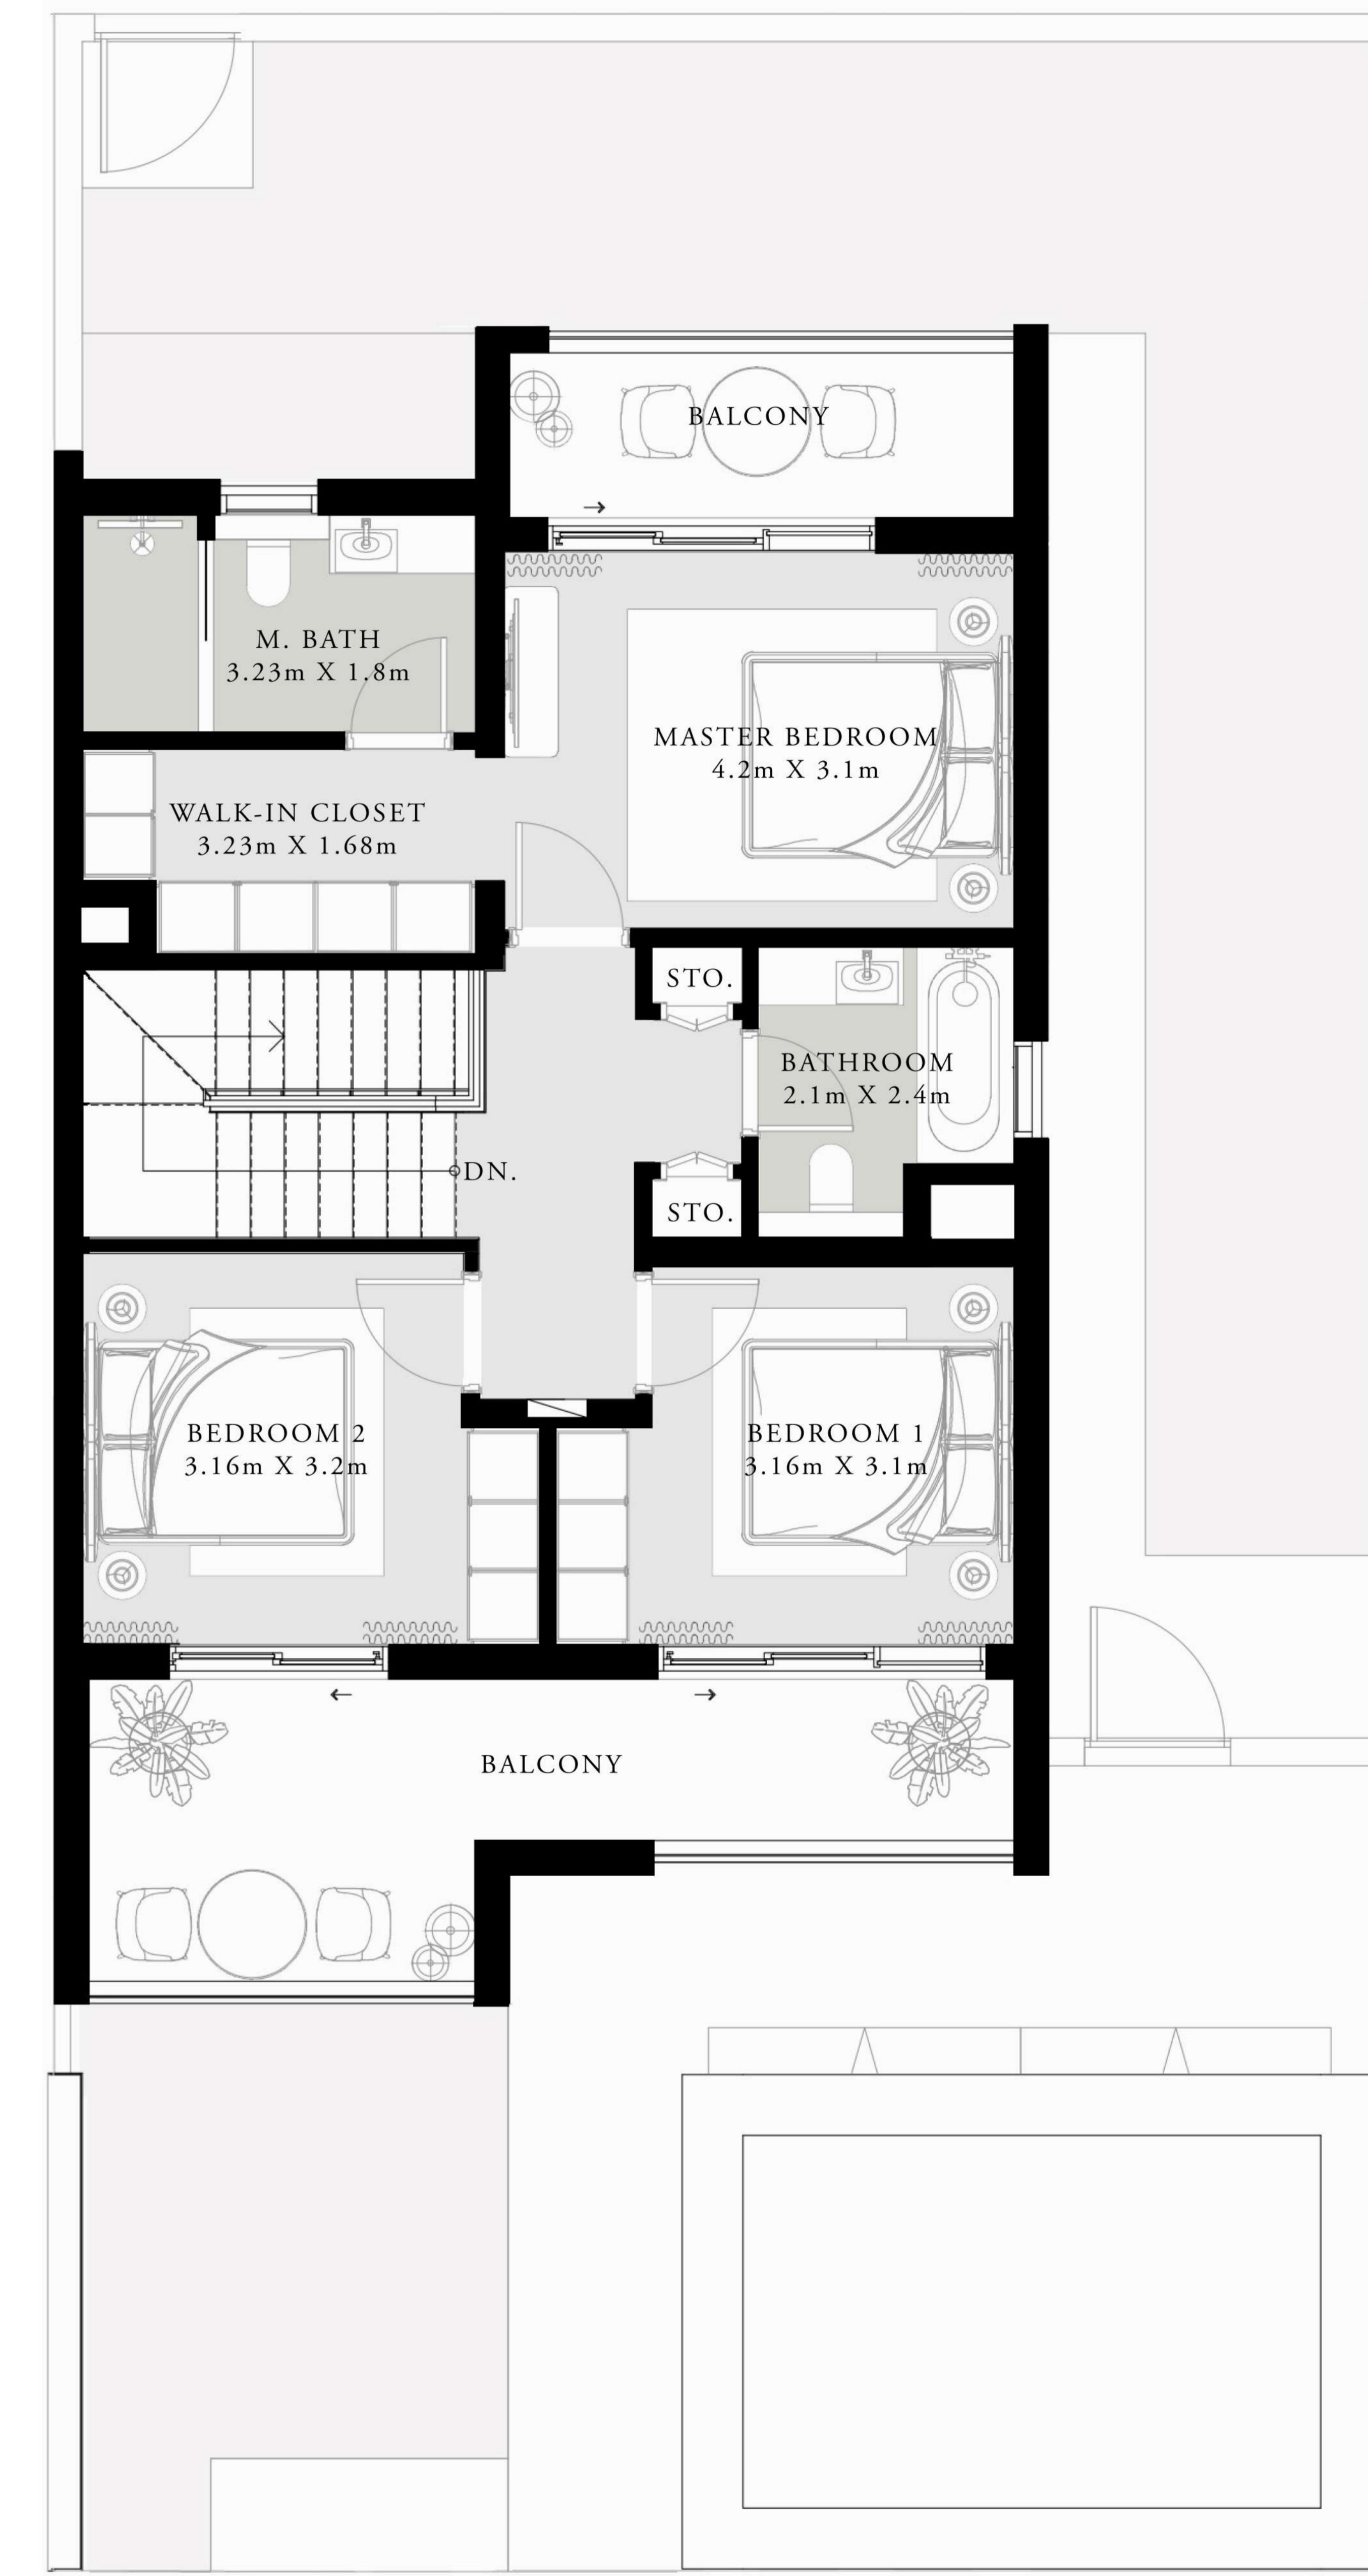 BALCONY
M. BATH
3.23m X 1.8m
MASTER BEDROOM
4.2m X 3.1m
WALK-IN CLOSET
3.23m X 1.68m
STO.
BATHROOM
2.1m X 2.4m
DN.
STO.
BEDROOM 2
3.16m X 3.2m
BEDROOM 1
3.16m X 3.1m
BALCONY